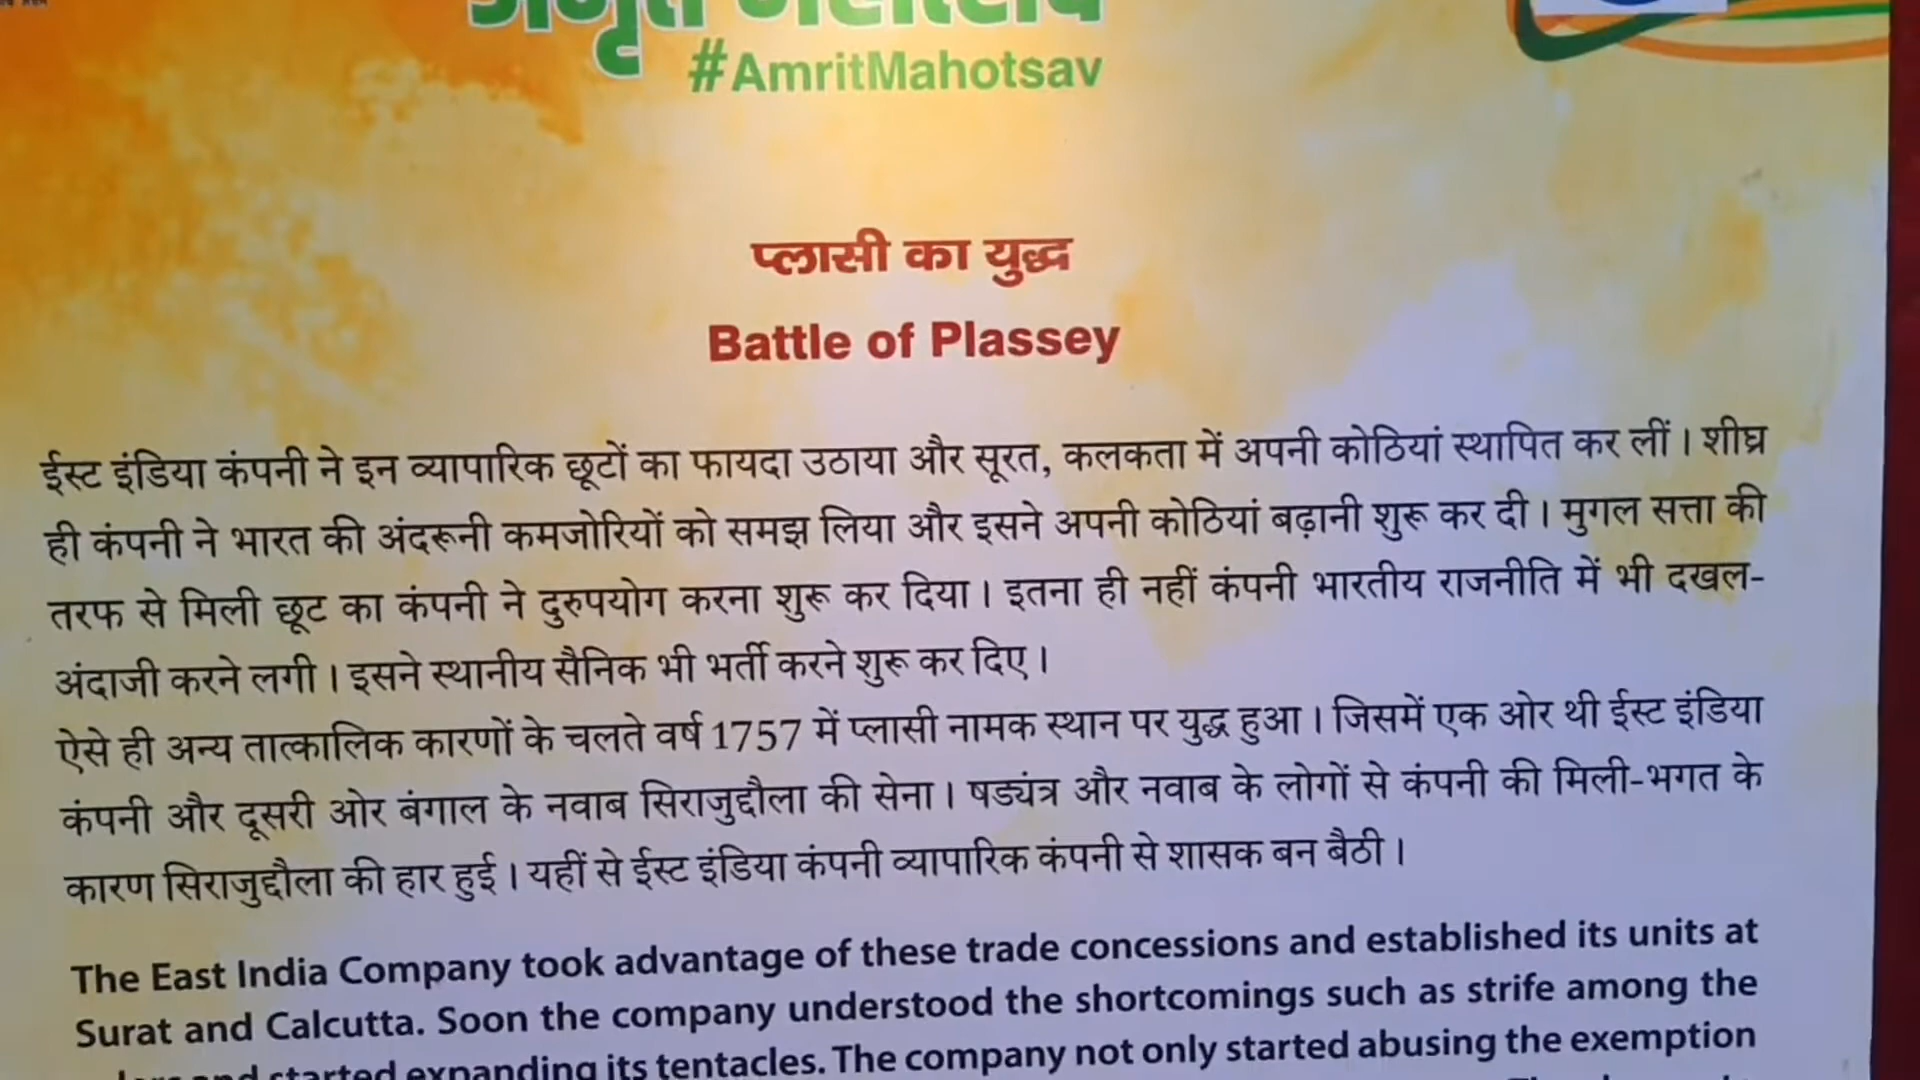 अमृत महोत्सव
#AmritMahotsav
प्लासी का युद्ध
Battle of Plassey
ईस्ट इंडिया कंपनी ने इन व्यापारिक छूटों का फायदा उठाया और सूरत, कलकता में अपनी कोठियां स्थापित कर लीं। शीघ्र
ही कंपनी ने भारत की अंदरूनी कमजोरियों को समझ लिया और इसने अपनी कोठियां बढ़ानी शुरू कर दी। मुगल सत्ता की
तरफ से मिली छूट का कंपनी ने दुरुपयोग करना शुरू कर दिया। इतना ही नहीं कंपनी भारतीय राजनीति में भी दखल-
अंदाजी करने लगी। इसने स्थानीय सैनिक भी भर्ती करने शुरू कर दिए।
ऐसे ही अन्य तात्कालिक कारणों के चलते वर्ष 1757 में प्लासी नामक स्थान पर युद्ध हुआ। जिसमें एक ओर थी ईस्ट इंडिया
कंपनी और दूसरी ओर बंगाल के नवाब सिराजुद्दौला की सेना। षड्यंत्र और नवाब के लोगों से कंपनी की मिली-भगत के
कारण सिराजुद्दौला की हार हुई। यहीं से ईस्ट इंडिया कंपनी व्यापारिक कंपनी से शासक बन बैठी।
The East India Company took advantage of these trade concessions and established its units at
Surat and Calcutta. Soon the company understood the shortcomings such as strife among the
and started expanding its tentacles. The company not only started abusing the exemption